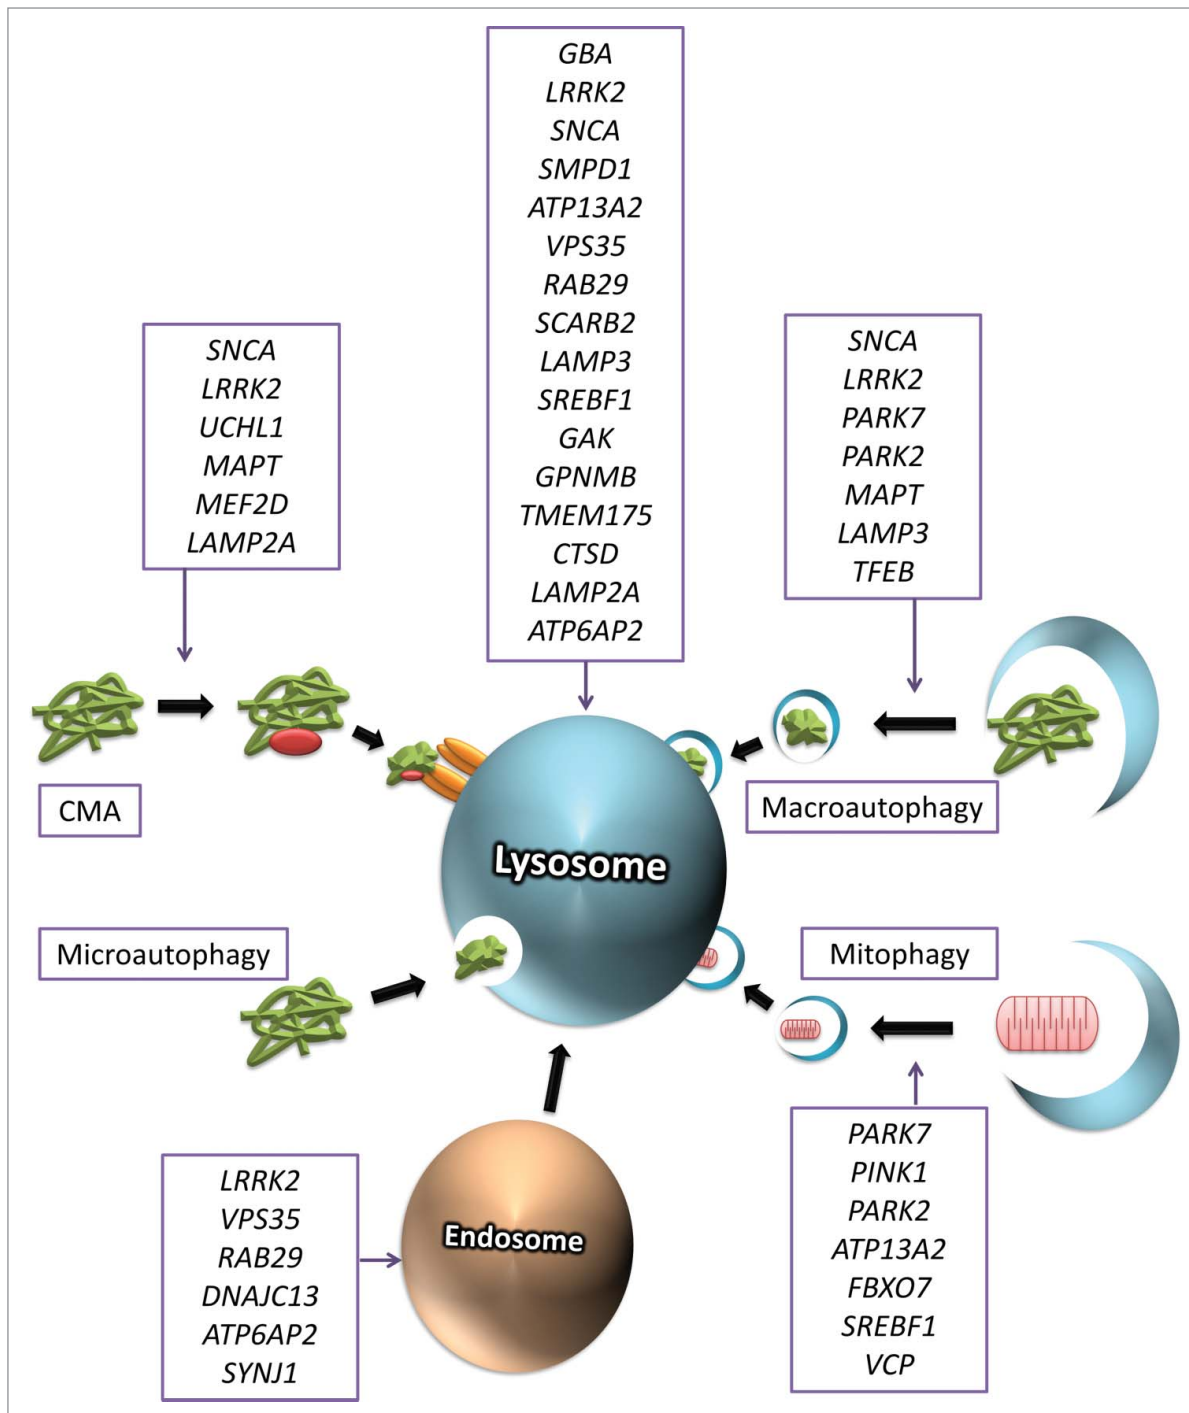 GBA
LRRK2
SNCA
SMPD1
ATP13A2
VPS35
RAB29
SCARB2
LAMP3
SREBF1
GAK
GPNMB
TMEM175
CTSD
LAMP2A
ATP6AP2
SNCA
LRRK2
UCHL1
MAPT
MEF2D
LAMP2A
SNCA
LRRK2
PARK7
PARK2
MAPT
LAMP3
TFEB
CMA
Macroautophagy
Lysosome
Microautophagy
Mitophagy
LRRK2
VPS35
RAB29
DNAJC13
ATP6AP2
SYNJ1
Endosome
PARK7
PINK1
PARK2
ATP13A2
FBXO7
SREBF1
VCP